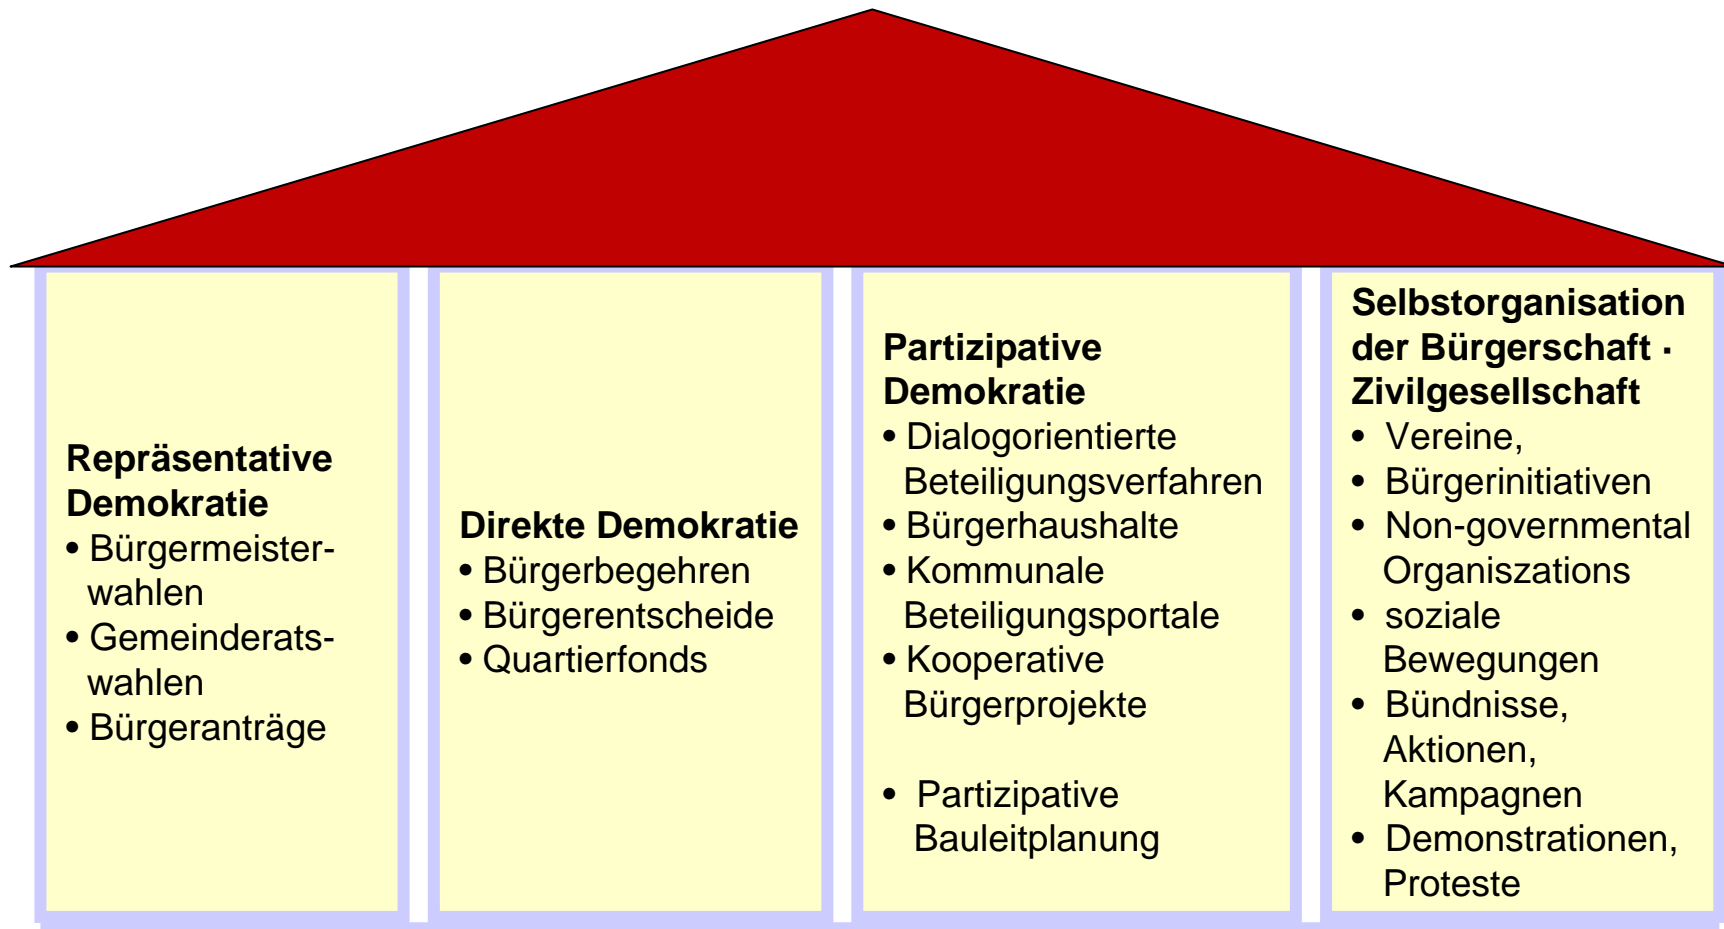 Repräsentative
Demokratie
• Bürgermeister-
wahlen
• Gemeinderats-
wahlen
• Bürgeranträge
Direkte Demokratie
• Bürgerbegehren
• Bürgerentscheide
• Quartierfonds
Partizipative
Demokratie
• Dialogorientierte
Beteiligungsverfahren
• Bürgerhaushalte
• Kommunale
Beteiligungsportale
• Kooperative
Bürgerprojekte
• Partizipative
Bauleitplanung
Selbstorganisation
der Bürgerschaft ·
Zivilgesellschaft
• Vereine,
• Bürgerinitiativen
• Non-governmental
Organiszations
• soziale
Bewegungen
• Bündnisse,
Aktionen,
Kampagnen
• Demonstrationen,
Proteste